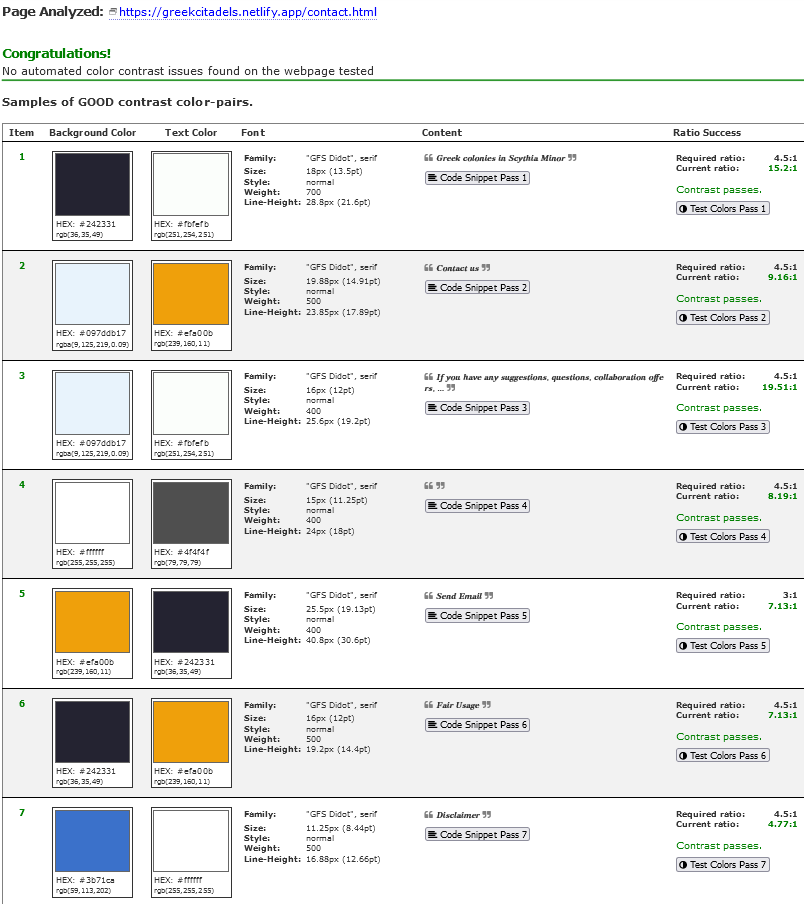 Page Analyzed: https://greekcitadels.netlify.app/contact.html
Congratulations!
No automated color contrast issues found on the webpage tested
Samples of GOOD contrast color-pairs.
Item Background Color Text Color Font Content Ratio Success
1
HEX: #242331
rgb(36,35,49)
HEX: #fbfefb
rgb(251,254,251)
Family: "GFS Didot", serif
Size: 18px (13.5pt)
Style: normal
Weight: 700
Line-Height: 28.8px (21.6pt)
❝ Greek colonies in Scythia Minor ❞
Code Snippet Pass 1
Required ratio: 4.5:1
Current ratio: 15.2:1
Contrast passes.
Test Colors Pass 1
2
HEX: #097ddb17
rgba(9,125,219,0.09)
HEX: #efa00b
rgb(239,160,11)
Family: "GFS Didot", serif
Size: 19.88px (14.91pt)
Style: normal
Weight: 500
Line-Height: 23.85px (17.89pt)
❝ Contact us ❞
Code Snippet Pass 2
Required ratio: 4.5:1
Current ratio: 9.16:1
Contrast passes.
Test Colors Pass 2
3
HEX: #097ddb17
rgba(9,125,219,0.09)
HEX: #fbfefb
rgb(251,254,251)
Family: "GFS Didot", serif
Size: 16px (12pt)
Style: normal
Weight: 400
Line-Height: 25.6px (19.2pt)
❝ If you have any suggestions, questions, collaboration offe
rs, ... ❞
Code Snippet Pass 3
Required ratio: 4.5:1
Current ratio: 19.51:1
Contrast passes.
Test Colors Pass 3
4
HEX: #ffffff
rgb(255,255,255)
HEX: #4f4f4f
rgb(79,79,79)
Family: "GFS Didot", serif
Size: 15px (11.25pt)
Style: normal
Weight: 400
Line-Height: 24px (18pt)
❝ ❞
Code Snippet Pass 4
Required ratio: 4.5:1
Current ratio: 8.19:1
Contrast passes.
Test Colors Pass 4
5
HEX: #efa00b
rgb(239,160,11)
HEX: #242331
rgb(36,35,49)
Family: "GFS Didot", serif
Size: 25.5px (19.13pt)
Style: normal
Weight: 400
Line-Height: 40.8px (30.6pt)
❝ Send Email ❞
Code Snippet Pass 5
Required ratio: 3:1
Current ratio: 7.13:1
Contrast passes.
Test Colors Pass 5
6
HEX: #242331
rgb(36,35,49)
HEX: #efa00b
rgb(239,160,11)
Family: "GFS Didot", serif
Size: 16px (12pt)
Style: normal
Weight: 500
Line-Height: 19.2px (14.4pt)
❝ Fair Usage ❞
Code Snippet Pass 6
Required ratio: 4.5:1
Current ratio: 7.13:1
Contrast passes.
Test Colors Pass 6
7
HEX: #3b71ca
rgb(59,113,202)
HEX: #ffffff
rgb(255,255,255)
Family: "GFS Didot", serif
Size: 11.25px (8.44pt)
Style: normal
Weight: 500
Line-Height: 16.88px (12.66pt)
❝ Disclaimer ❞
Code Snippet Pass 7
Required ratio: 4.5:1
Current ratio: 4.77:1
Contrast passes.
Test Colors Pass 7